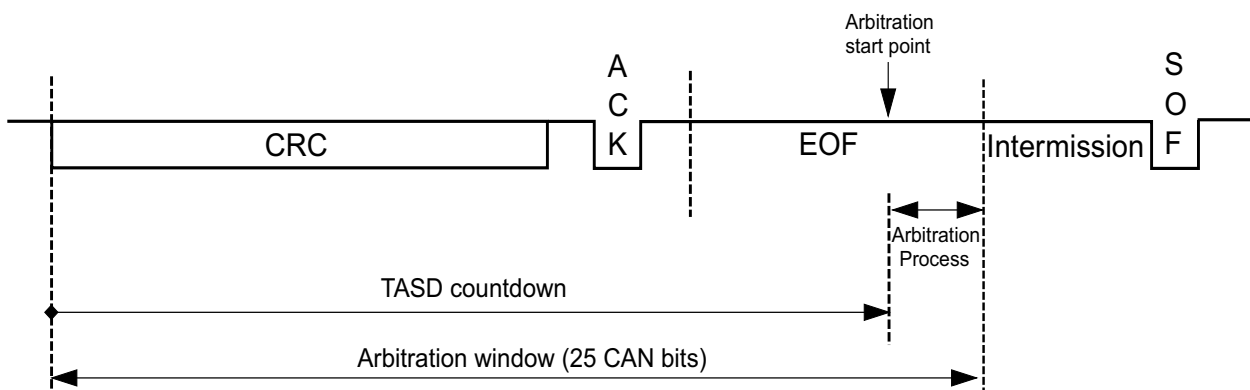 Arbitration
start point
A
C
K
S
O
F
CRC
EOF
Intermission
Arbitration
Process
TASD countdown
Arbitration window (25 CAN bits)